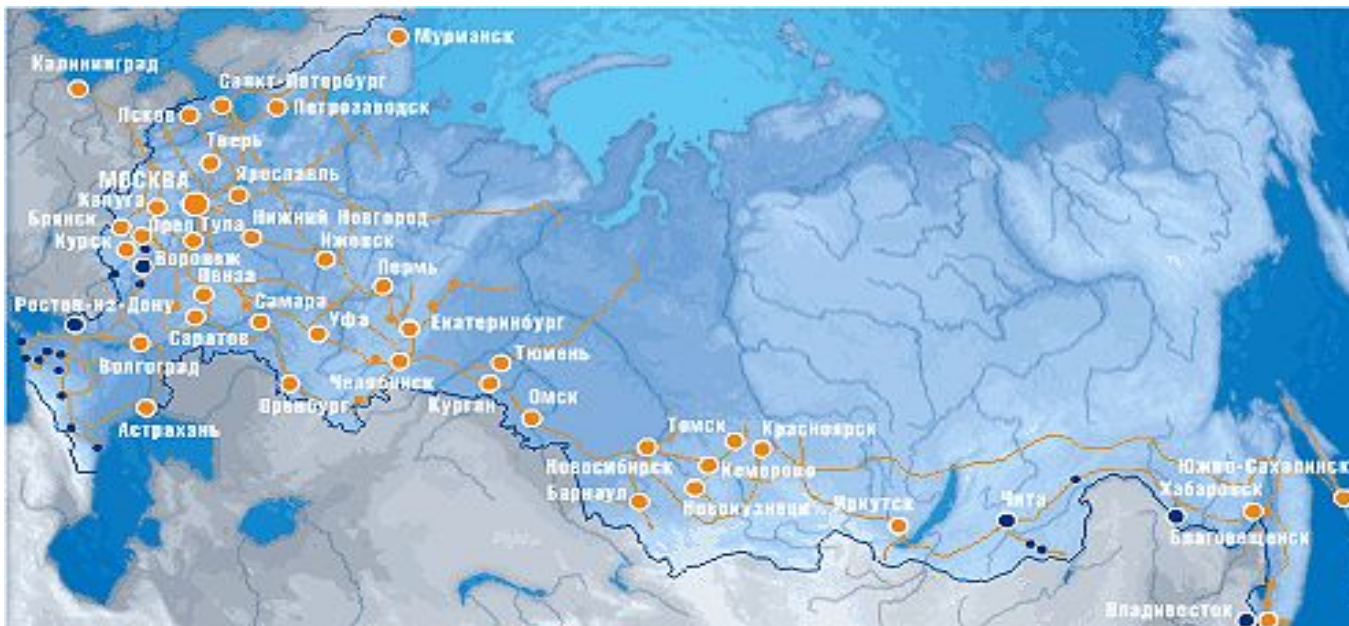 Мурманск
Калининград
Санкт-Петербург
Петрозаводск
Псков
Тверь
МОСКВА
Ярославль
Калуга
Брянск
Орел
Тула
Нижний Новгород
Курск
Воронеж
Ижевск
Пенза
Пермь
Ростов-на-Дону
Самара
Уфа
Екатеринбург
Саратов
Волгоград
Челябинск
Тюмень
Оренбург
Курган
Омск
Астрахань
Томск
Красноярск
Новосибирск
Кемерово
Барнаул
Новокузнецк
Иркутск
Чита
Южно-Сахалинск
Хабаровск
Благовещенск
Владивосток